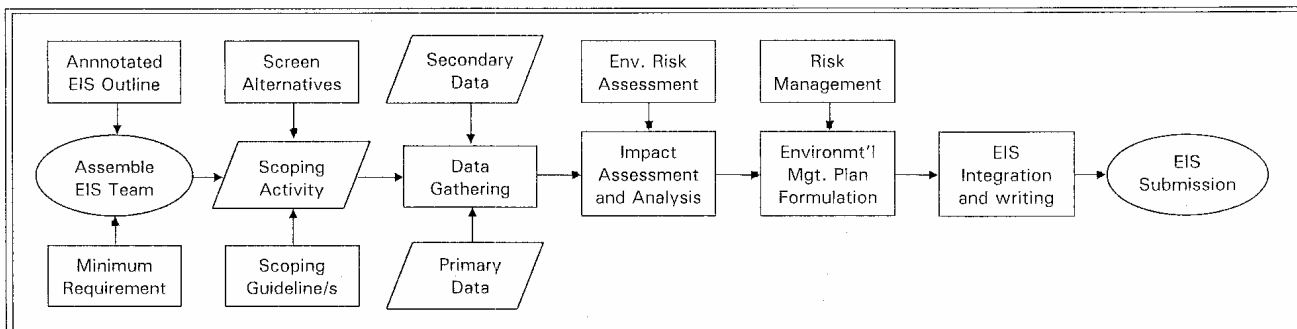 Annnotated
EIS Outline
Screen
Alternatives
Secondary
Data
Env. Risk
Assessment
Risk
Management
Assemble
EIS Team
Scoping
Activity
Data
Gathering
Impact
Assessment
and Analysis
Environmt'l
Mgt. Plan
Formulation
EIS
Integration
and writing
EIS
Submission
Minimum
Requirement
Scoping
Guideline/s
Primary
Data